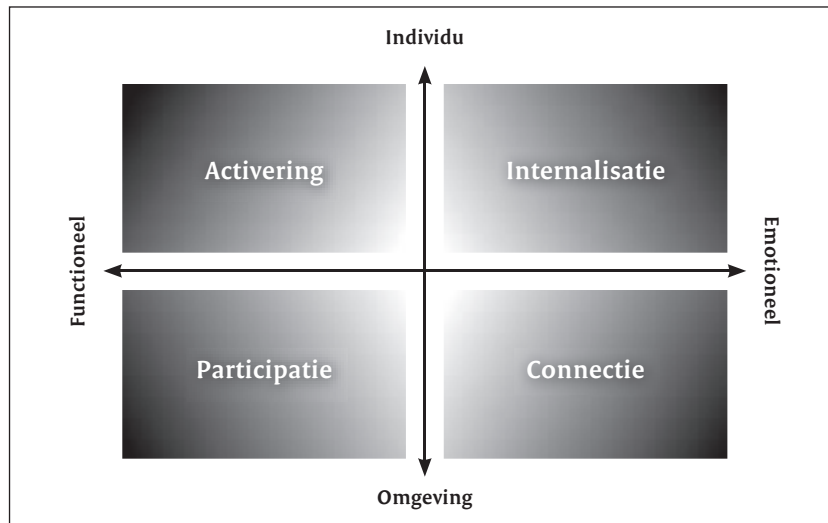 Individu
Activering
Internalisatie
Functioneel
Emotioneel
Participatie
Connectie
Omgeving